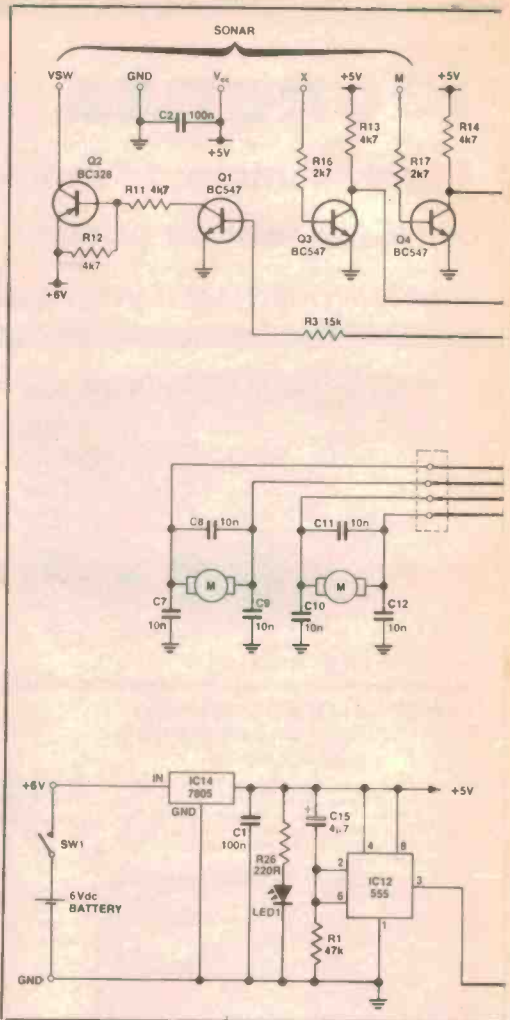 SONAR
VSW GND Vcc X +5V M +5V
C2 100n
+5V
R13 4k7
R14 4k7
R16 2k7
R17 2k7
Q2 BC328
R11 4k7
Q1 BC547
R12 4k7
+6V
Q3 BC547
Q4 BC547
R3 15k
C8 10n
C11 10n
M
M
C7 10n
C9 10n
C10 10n
C12 10n
+6V
IN
IC14 7805
GND
+5V
SW1
C1 100n
R26 220R
LED1
+
C15 4μ7
4
8
2
6
IC12 555
3
1
6Vdc BATTERY
R1 47k
GND